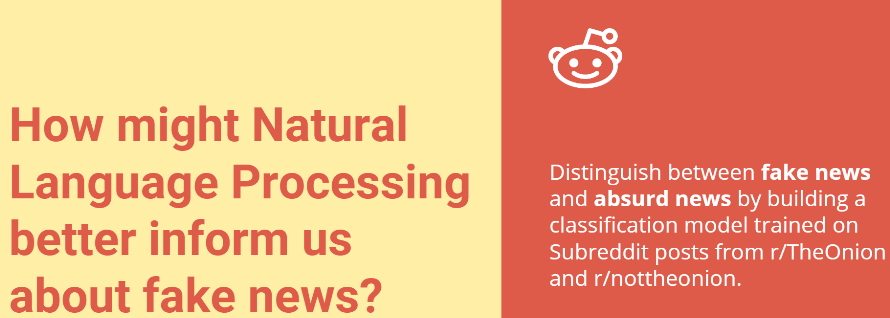 How might Natural
Language Processing
better inform us
about fake news?
Distinguish between fake news
and absurd news by building a
classification model trained on
Subreddit posts from r/TheOnion
and r/nottheonion.